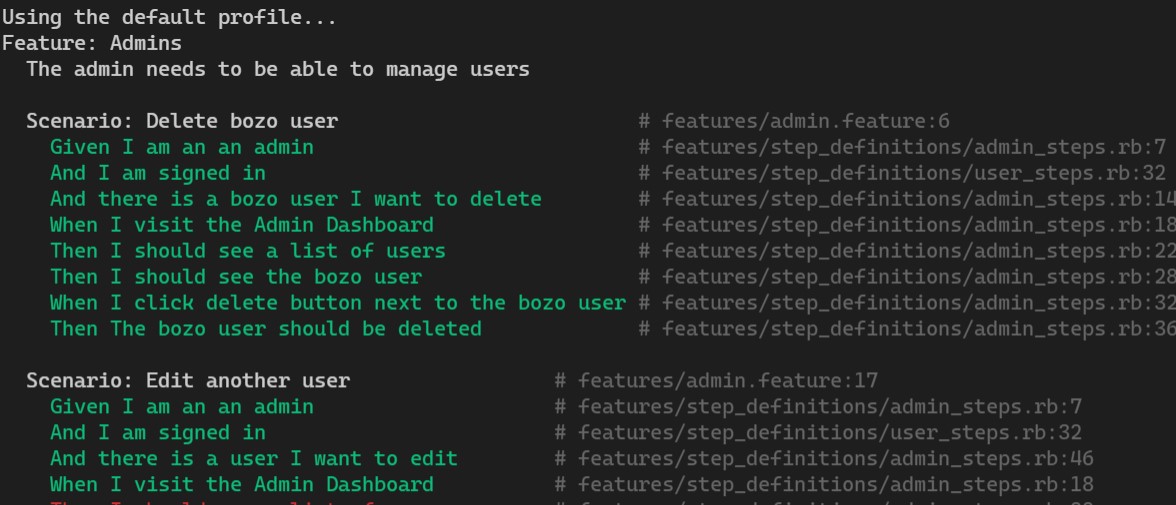 Using the default profile...
Feature: Admins
The admin needs to be able to manage users
Scenario: Delete bozo user # features/admin.feature:6
Given I am an an admin # features/step_definitions/admin_steps.rb:7
And I am signed in # features/step_definitions/user_steps.rb:32
And there is a bozo user I want to delete # features/step_definitions/admin_steps.rb:14
When I visit the Admin Dashboard # features/step_definitions/admin_steps.rb:18
Then I should see a list of users # features/step_definitions/admin_steps.rb:22
Then I should see the bozo user # features/step_definitions/admin_steps.rb:28
When I click delete button next to the bozo user # features/step_definitions/admin_steps.rb:32
Then The bozo user should be deleted # features/step_definitions/admin_steps.rb:36
Scenario: Edit another user # features/admin.feature:17
Given I am an an admin # features/step_definitions/admin_steps.rb:7
And I am signed in # features/step_definitions/user_steps.rb:32
And there is a user I want to edit # features/step_definitions/admin_steps.rb:46
When I visit the Admin Dashboard # features/step_definitions/admin_steps.rb:18